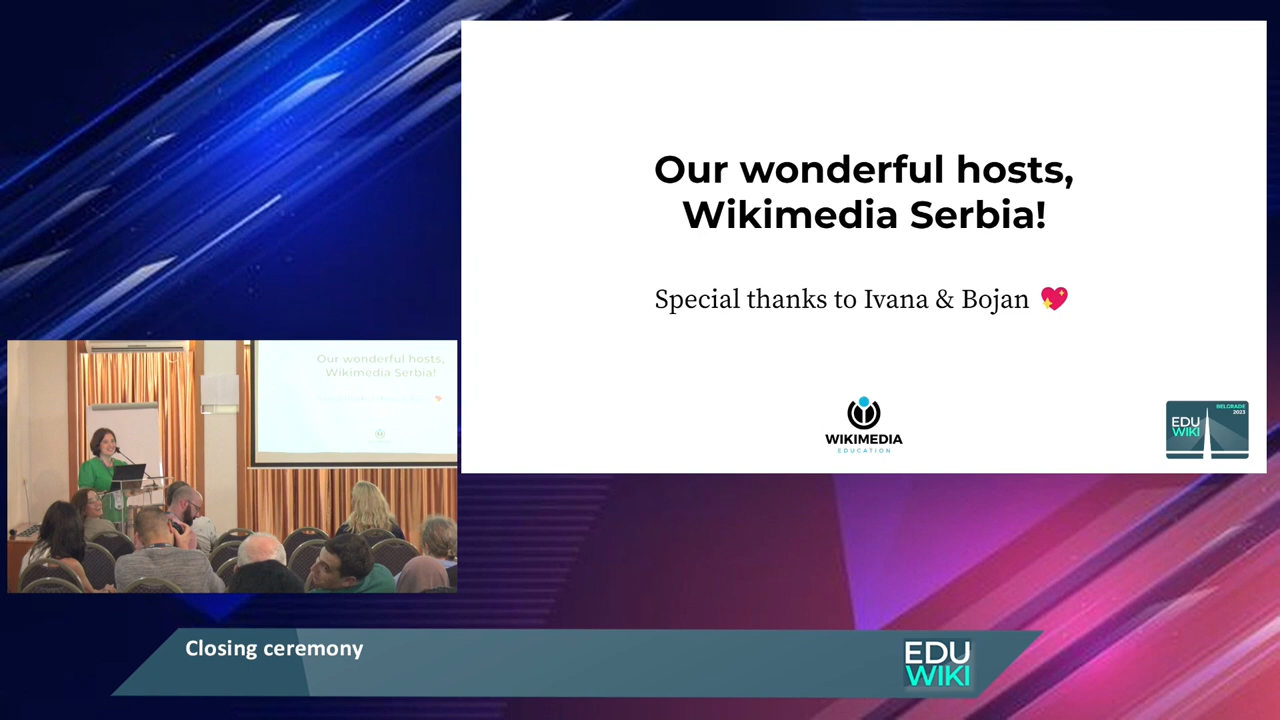 Our wonderful hosts,
Wikimedia Serbia!
Special thanks to Ivana & Bojan 💖
WIKIMEDIA
EDUCATION
BELGRADE
2023
EDU
WIKI
Our wonderful hosts,
Wikimedia Serbia!
Closing ceremony
EDU
WIKI